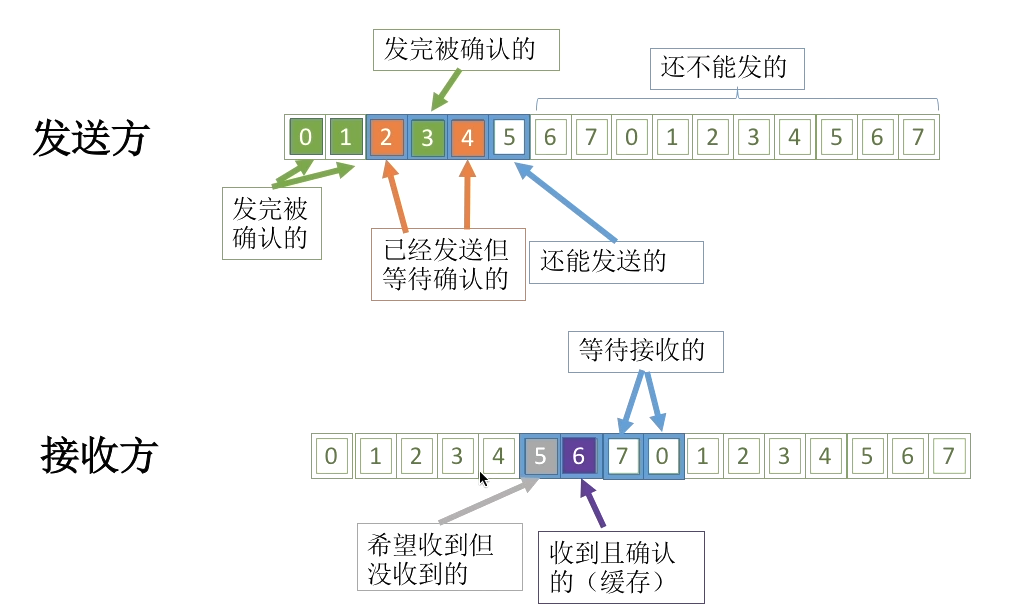 发完被确认的
还不能发的
发送方
0 1 2 3 4 5 6 7 0 1 2 3 4 5 6 7
发完被
确认的
已经发送但
等待确认的
还能发送的
等待接收的
接收方
0 1 2 3 4 5 6 7 0 1 2 3 4 5 6 7
希望收到但
没收到的
收到且确认
的（缓存）